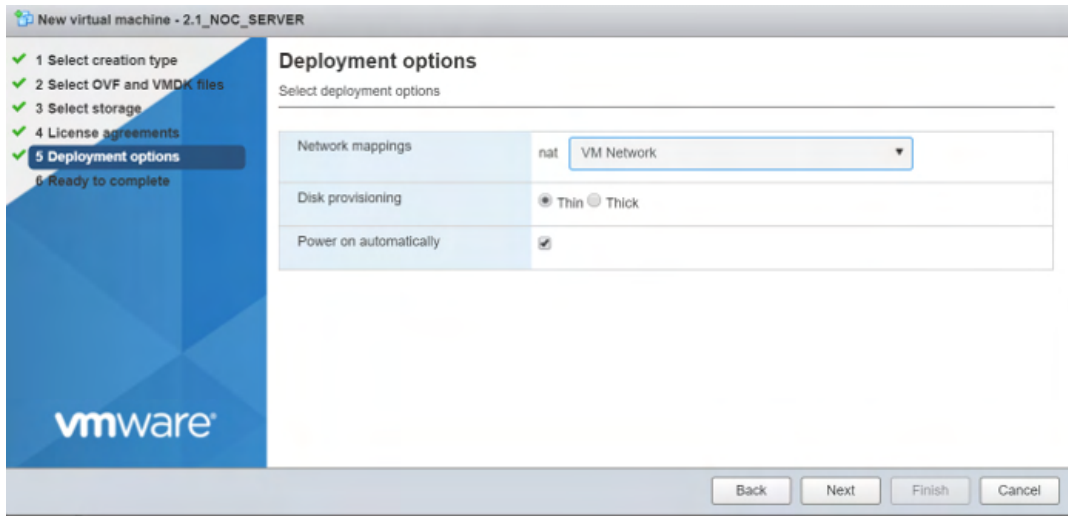 New virtual machine - 2.1_NOC_SERVER
1 Select creation type
2 Select OVF and VMDK files
3 Select storage
4 License agreements
5 Deployment options
6 Ready to complete
vmware®
Deployment options
Select deployment options
Network mappings nat VM Network
Disk provisioning Thin Thick
Power on automatically
Back Next Finish Cancel